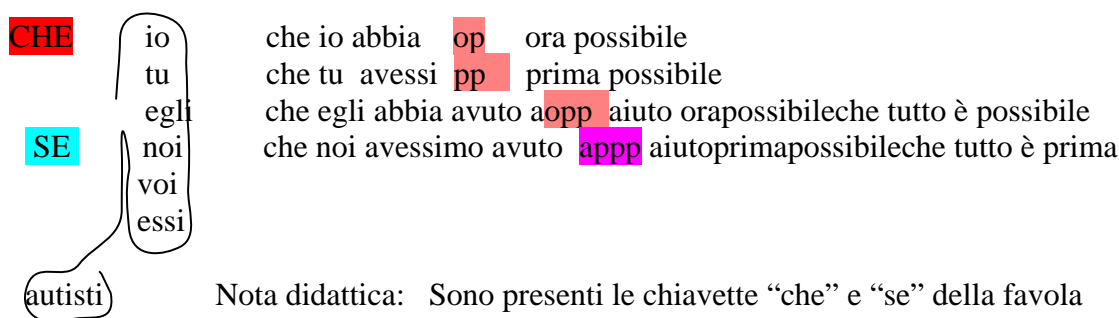 CHE io che io abbia op ora possibile
tu che tu avessi pp prima possibile
egli che egli abbia avuto aopp aiuto orapossibileche tutto è possibile
SE noi che noi avessimo avuto appp aiutoprimapossibileche tutto è prima
voi
essi
autisti Nota didattica: Sono presenti le chiavette “che” e “se” della favola